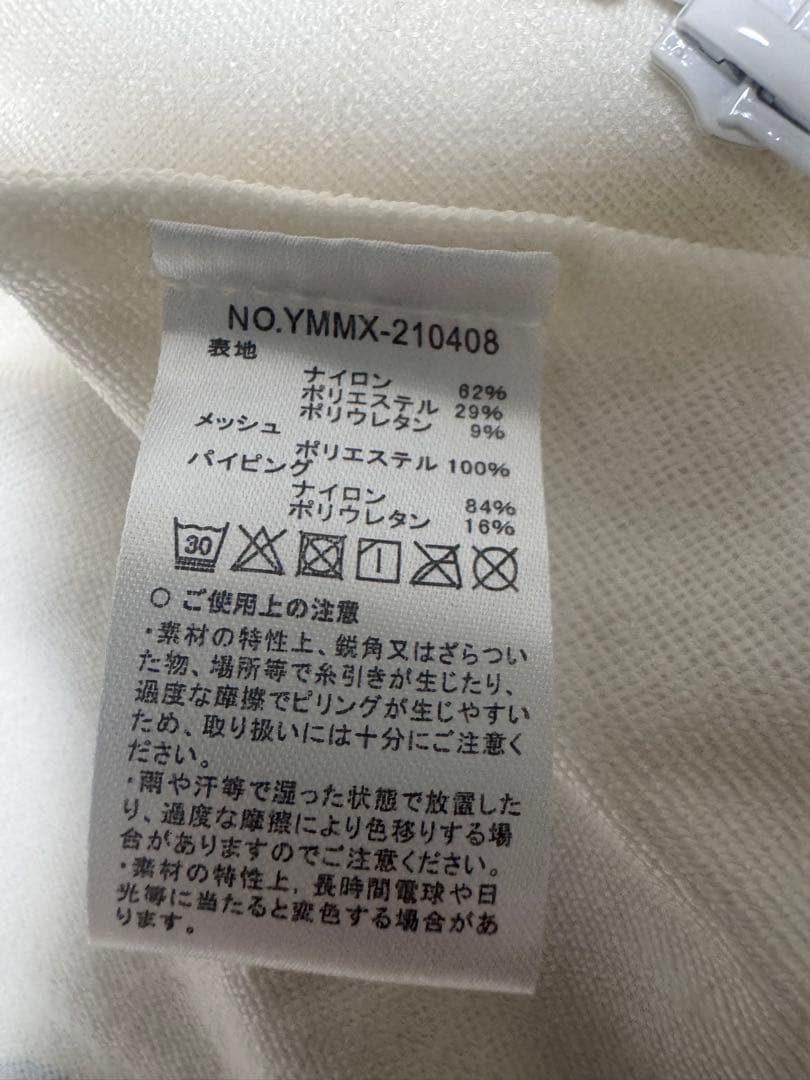 NO.YMMX-210408
表地
ナイロン 62%
ポリエステル 29%
ポリウレタン 9%
メッシュ
ポリエステル 100%
パイピング
ナイロン 84%
ポリウレタン 16%
30
○ ご使用上の注意
・素材の特性上、鋭角又はざらつい
た物、場所等で糸引きが生じたり、
過度な摩擦でピリングが生じやすい
ため、取り扱いには十分にご注意く
ださい。
・雨や汗等で湿った状態で放置した
り、過度な摩擦により色移りする場
合がありますのでご注意ください。
・素材の特性上，長時間電球や日
光等に当たると変色する場合があ
ります。